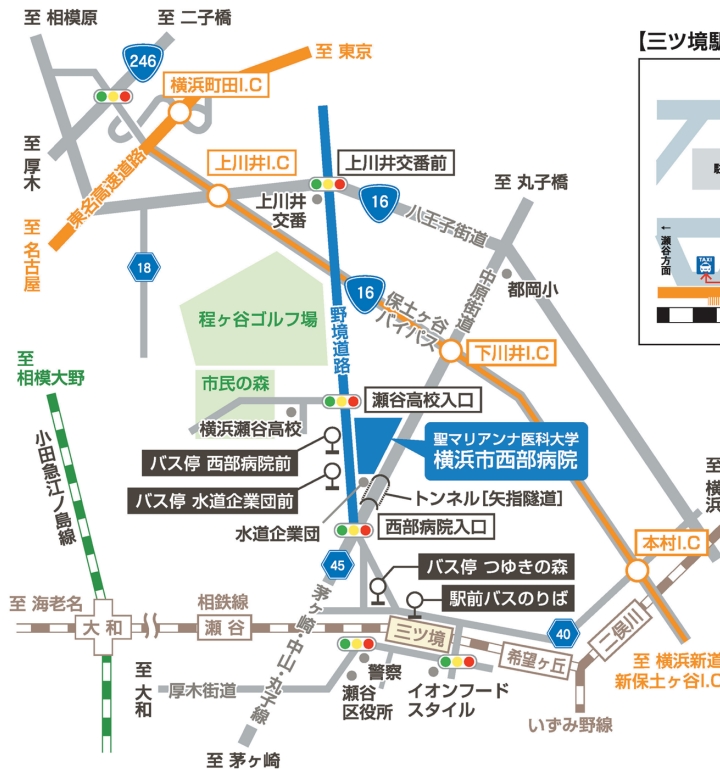 至 相模原
至 二子橋
246
至 東京
横浜町田I.C
【三ツ境駅
至 厚木
東名高速道路
上川井I.C
上川井交番前
至 丸子橋
上川井
交番
16
八王子街道
至 名古屋
18
16
中原街道
都岡小
保土ヶ谷
バイパス
野境道路
程ヶ谷ゴルフ場
下川井I.C
← 瀬谷方面
TAXI
至
相模大野
市民の森
瀬谷高校入口
横浜瀬谷高校
聖マリアンナ医科大学
横浜市西部病院
バス停 西部病院前
バス停 水道企業団前
トンネル[矢指隧道]
小田急江ノ島線
水道企業団
西部病院入口
至 横浜
本村I.C
45
バス停 つゆきの森
駅前バスのりば
至 海老名
相鉄線
大和
瀬谷
三ツ境
40
二俣川
希望ヶ丘
茅ヶ崎・中山・丸子線
至 大和
厚木街道
警察
瀬谷
区役所
イオンフード
スタイル
至 横浜新道
新保土ヶ谷I.C
いずみ野線
至 茅ヶ崎